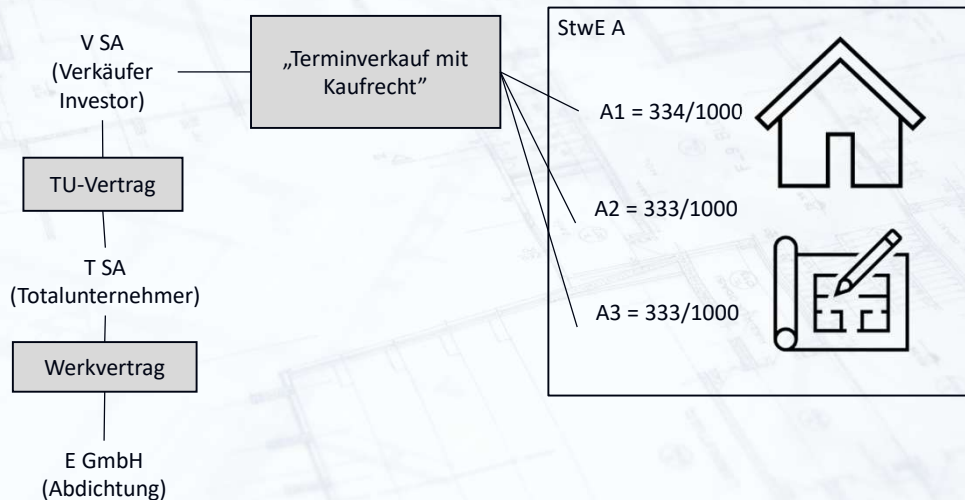 V SA
(Verkäufer
Investor)
„Terminverkauf mit
Kaufrecht”
TU-Vertrag
T SA
(Totalunternehmer)
Werkvertrag
E GmbH
(Abdichtung)
StwE A
A1 = 334/1000
A2 = 333/1000
A3 = 333/1000